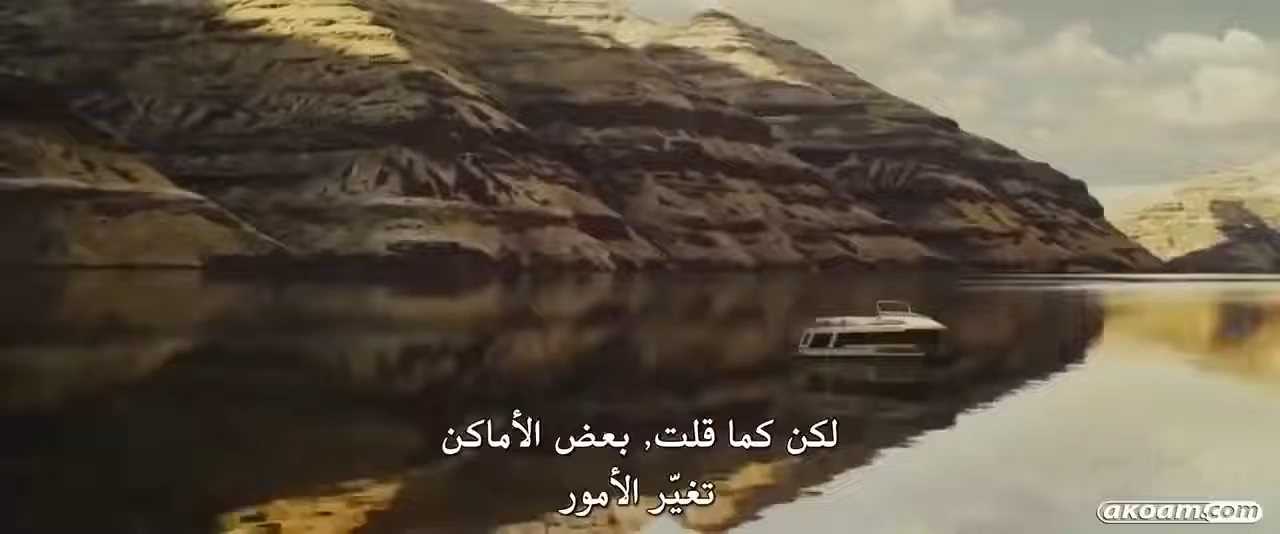 لكن كما قلت, بعض الأماكن
تغيّر الأمور
akoam.com